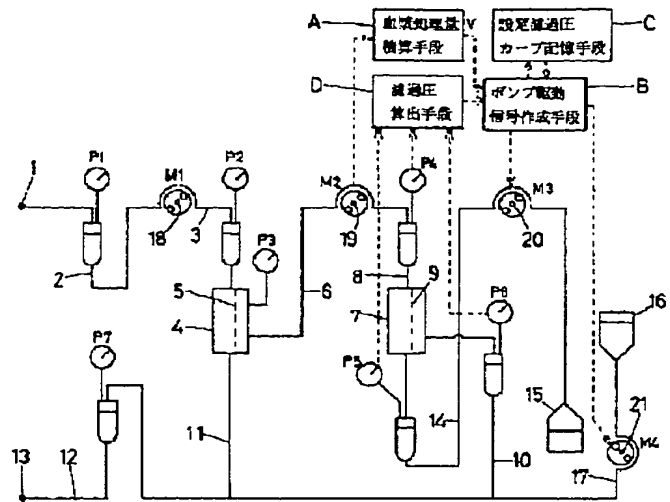 A
血漿処理量V
積算手段
設定濾過圧
カーブ記憶手段
C
D
濾過圧
算出手段
ポンプ駆動
信号作成手段
B
1
P1
M1
P2
M2
P4
M3
2
18
3
P3
19
20
5
4
6
8
9
7
P6
16
P7
P5
14
15
21
M4
13
12
11
10
17